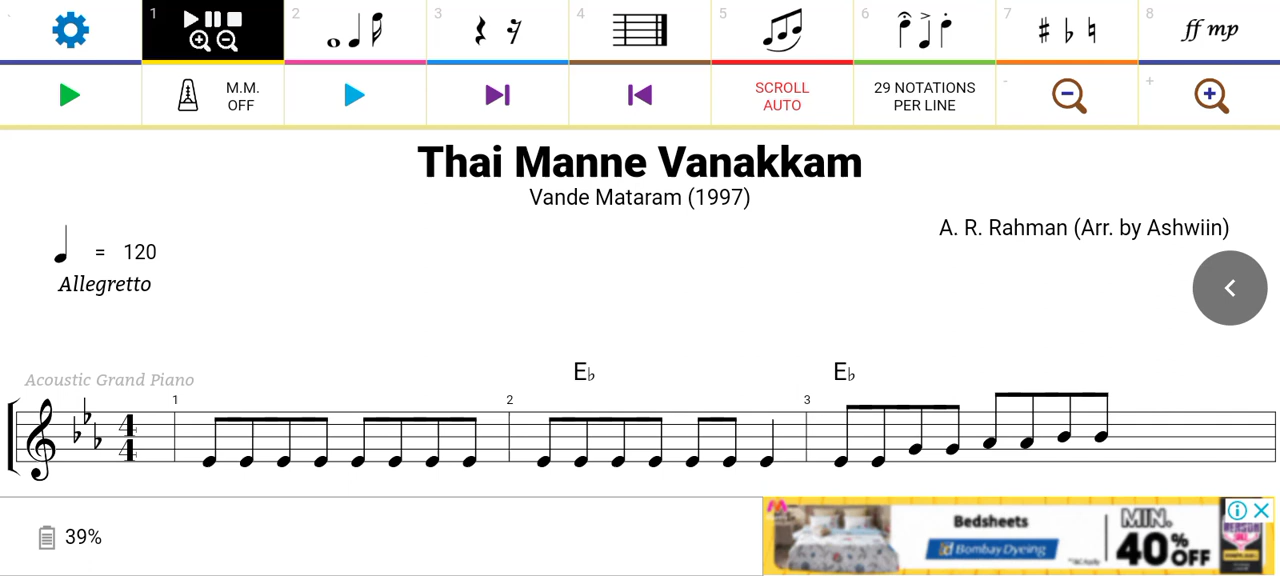 1
2
3
4
5
6
7
8
ff mp
M.M.
OFF
SCROLL
AUTO
29 NOTATIONS
PER LINE
-
+
Thai Manne Vanakkam
Vande Mataram (1997)
A. R. Rahman (Arr. by Ashwiin)
= 120
Allegretto
E♭
E♭
Acoustic Grand Piano
1
2
3
4
4
39%
Bedsheets
Bombay Dyeing
MIN.
40% OFF